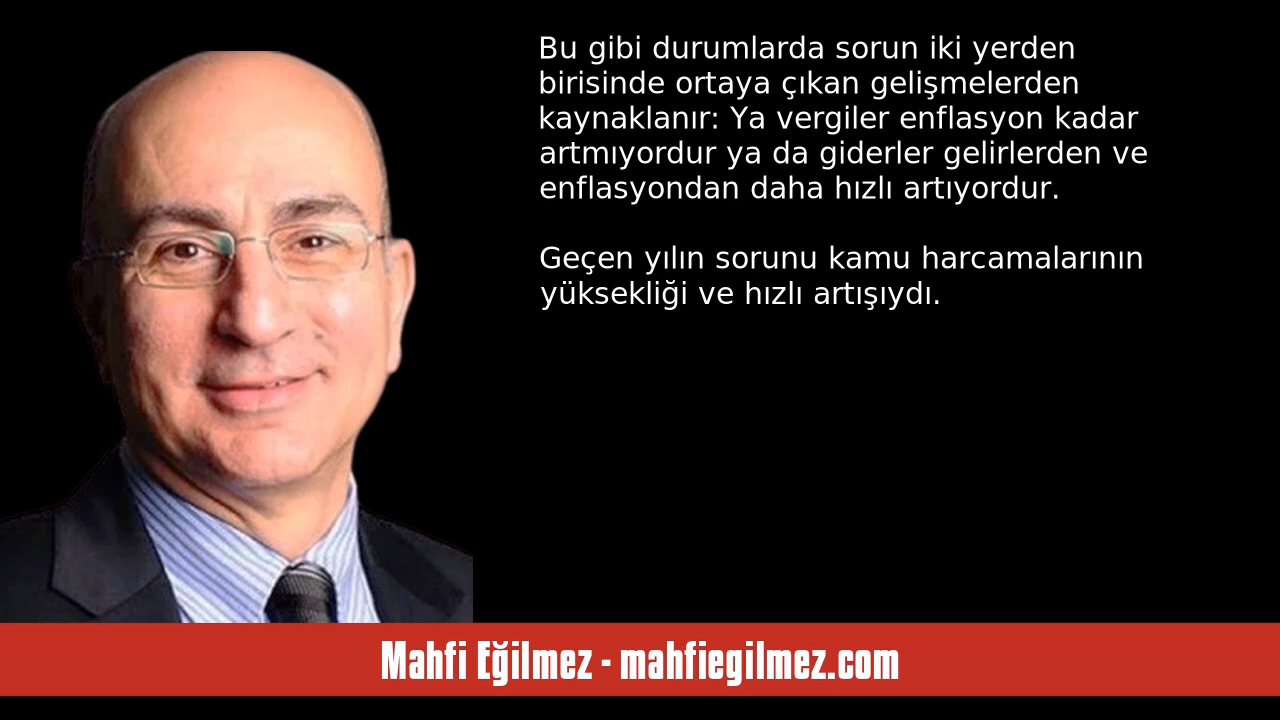 Bu gibi durumlarda sorun iki yerden
birisinde ortaya çıkan gelişmelerden
kaynaklanır: Ya vergiler enflasyon kadar
artmıyordur ya da giderler gelirlerden ve
enflasyondan daha hızlı artıyordur.
Geçen yılın sorunu kamu harcamalarının
yüksekliği ve hızlı artışıydı.
Mahfi Eğilmez - mahfiegilmez.com